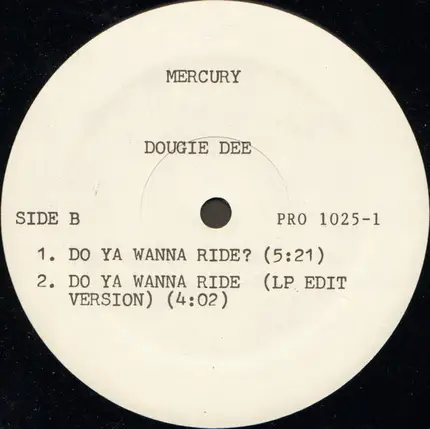 MERCURY
DOUGIE DEE
SIDE B PRO 1025-1
1. DO YA WANNA RIDE? (5:21)
2. DO YA WANNA RIDE (LP EDIT
VERSION) (4:02)